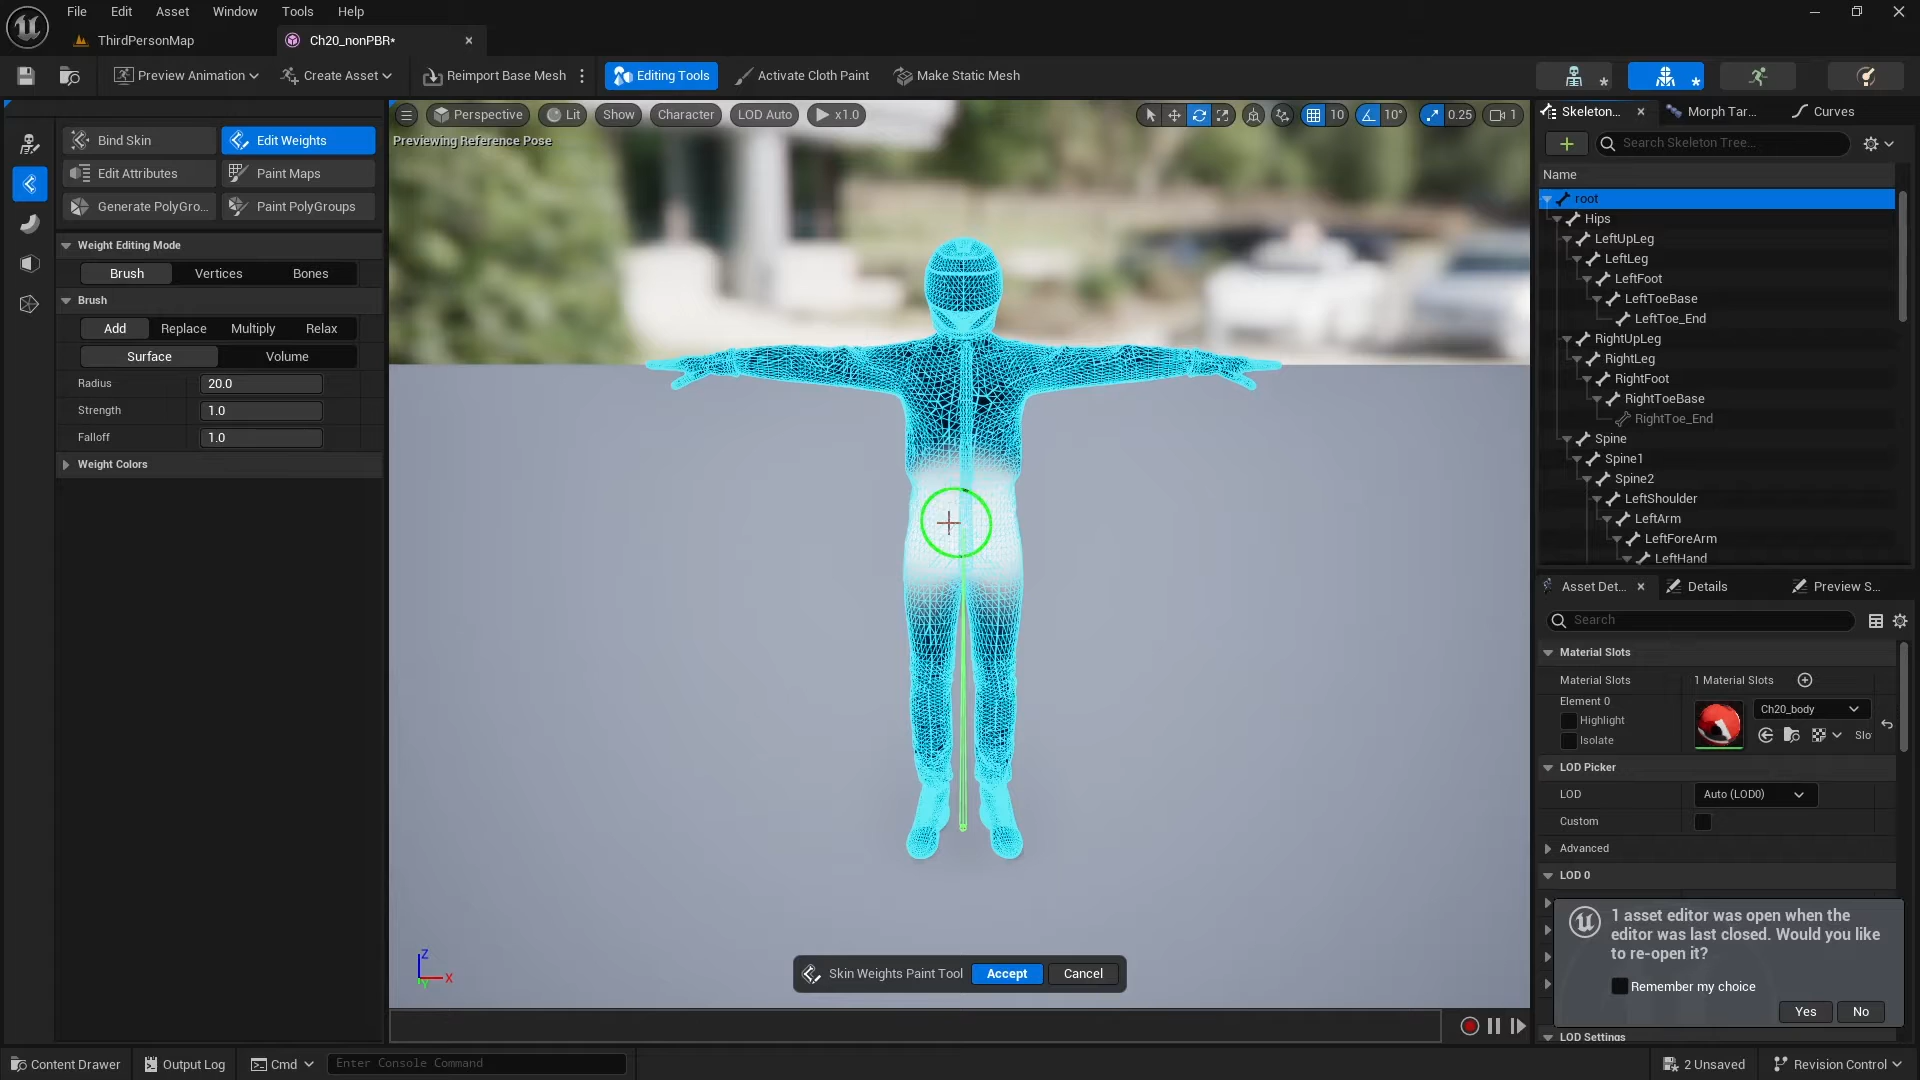 File Edit Asset Window Tools Help
ThirdPersonMap
Ch20_nonPBR*
Preview Animation
Create Asset
Reimport Base Mesh
Editing Tools
Activate Cloth Paint
Make Static Mesh
Bind Skin
Edit Weights
Edit Attributes
Paint Maps
Generate PolyGro...
Paint PolyGroups
Weight Editing Mode
Brush Vertices Bones
Brush
Add Replace Multiply Relax
Surface Volume
Radius 20.0
Strength 1.0
Falloff 1.0
Weight Colors
Perspective Lit Show Character LOD Auto x1.0
10 10° 0.25 1
Previewing Reference Pose
Z
X
Y
Skin Weights Paint Tool Accept Cancel
Skeleton... Morph Tar... Curves
Search Skeleton Tree...
Name
root
Hips
LeftUpLeg
LeftLeg
LeftFoot
LeftToeBase
LeftToe_End
RightUpLeg
RightLeg
RightFoot
RightToeBase
RightToe_End
Spine
Spine1
Spine2
LeftShoulder
LeftArm
LeftForeArm
LeftHand
Asset Det... Details Preview S...
Search
Material Slots
Material Slots 1 Material Slots
Element 0
Highlight
Isolate
Ch20_body
Slo
LOD Picker
LOD Auto (LOD0)
Custom
Advanced
LOD 0
1 asset editor was open when the
editor was last closed. Would you like
to re-open it?
Remember my choice
Yes No
LOD Settings
Content Drawer
Output Log
Cmd
Enter Console Command
2 Unsaved
Revision Control